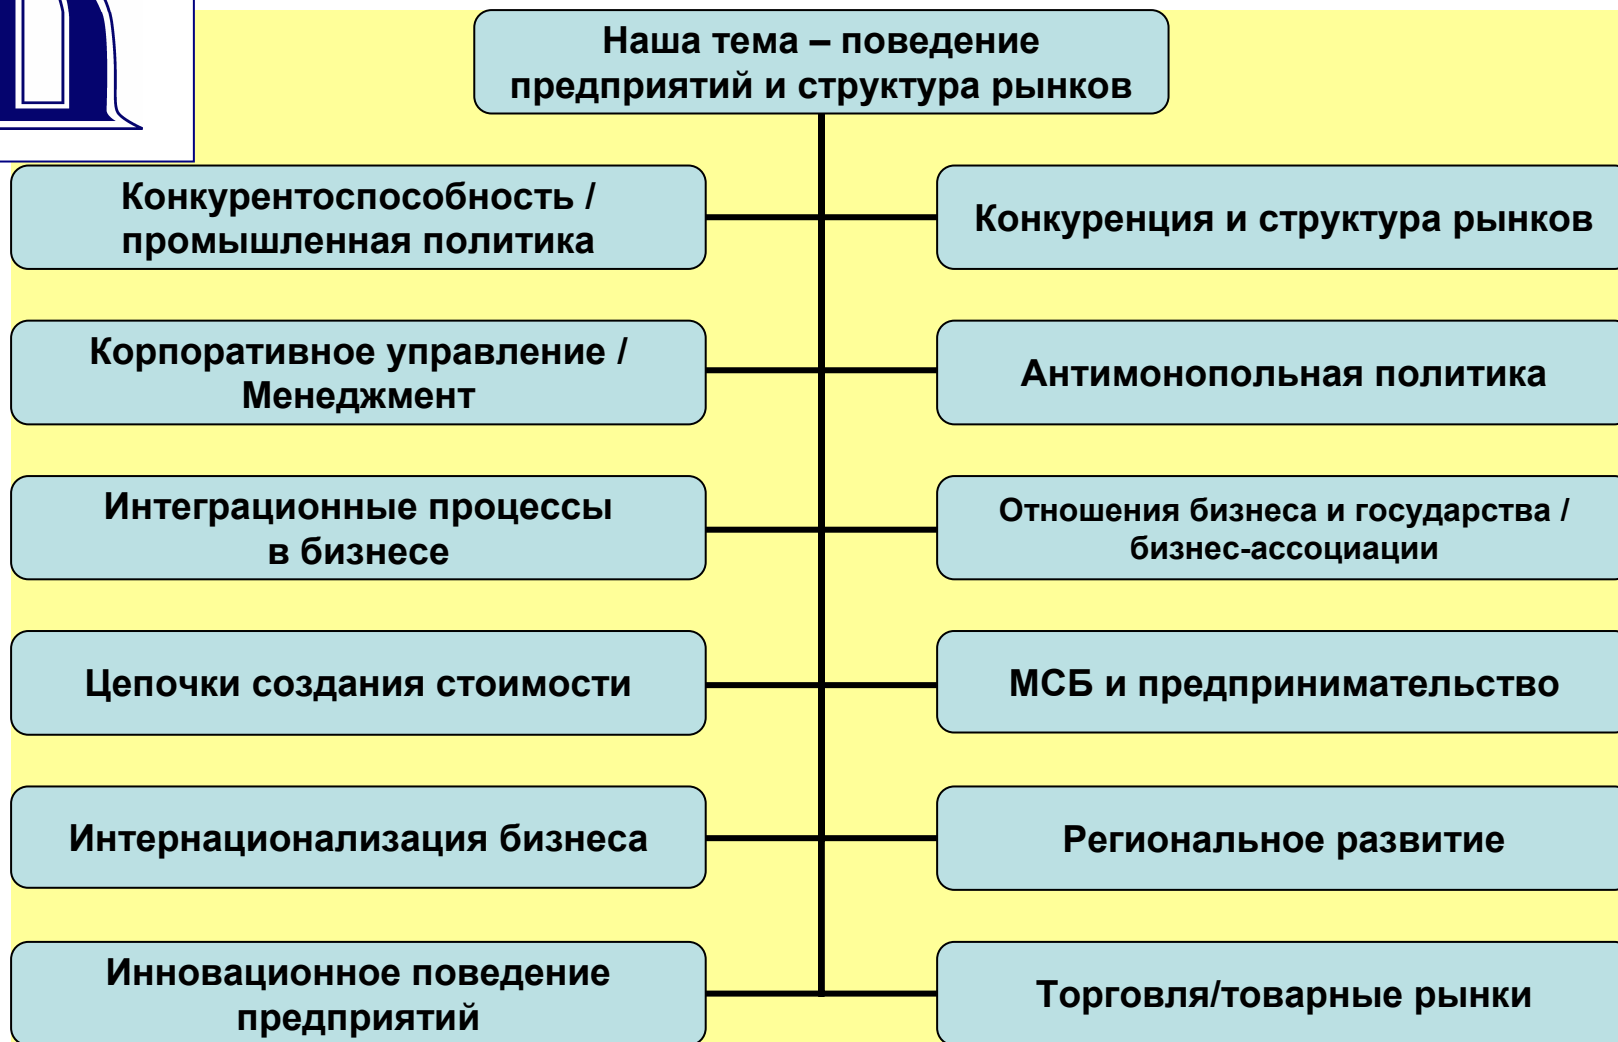 Наша тема – поведение
предприятий и структура рынков
Конкурентоспособность /
промышленная политика
Конкуренция и структура рынков
Корпоративное управление /
Менеджмент
Антимонопольная политика
Интеграционные процессы
в бизнесе
Отношения бизнеса и государства /
бизнес-ассоциации
Цепочки создания стоимости
МСБ и предпринимательство
Интернационализация бизнеса
Региональное развитие
Инновационное поведение
предприятий
Торговля/товарные рынки